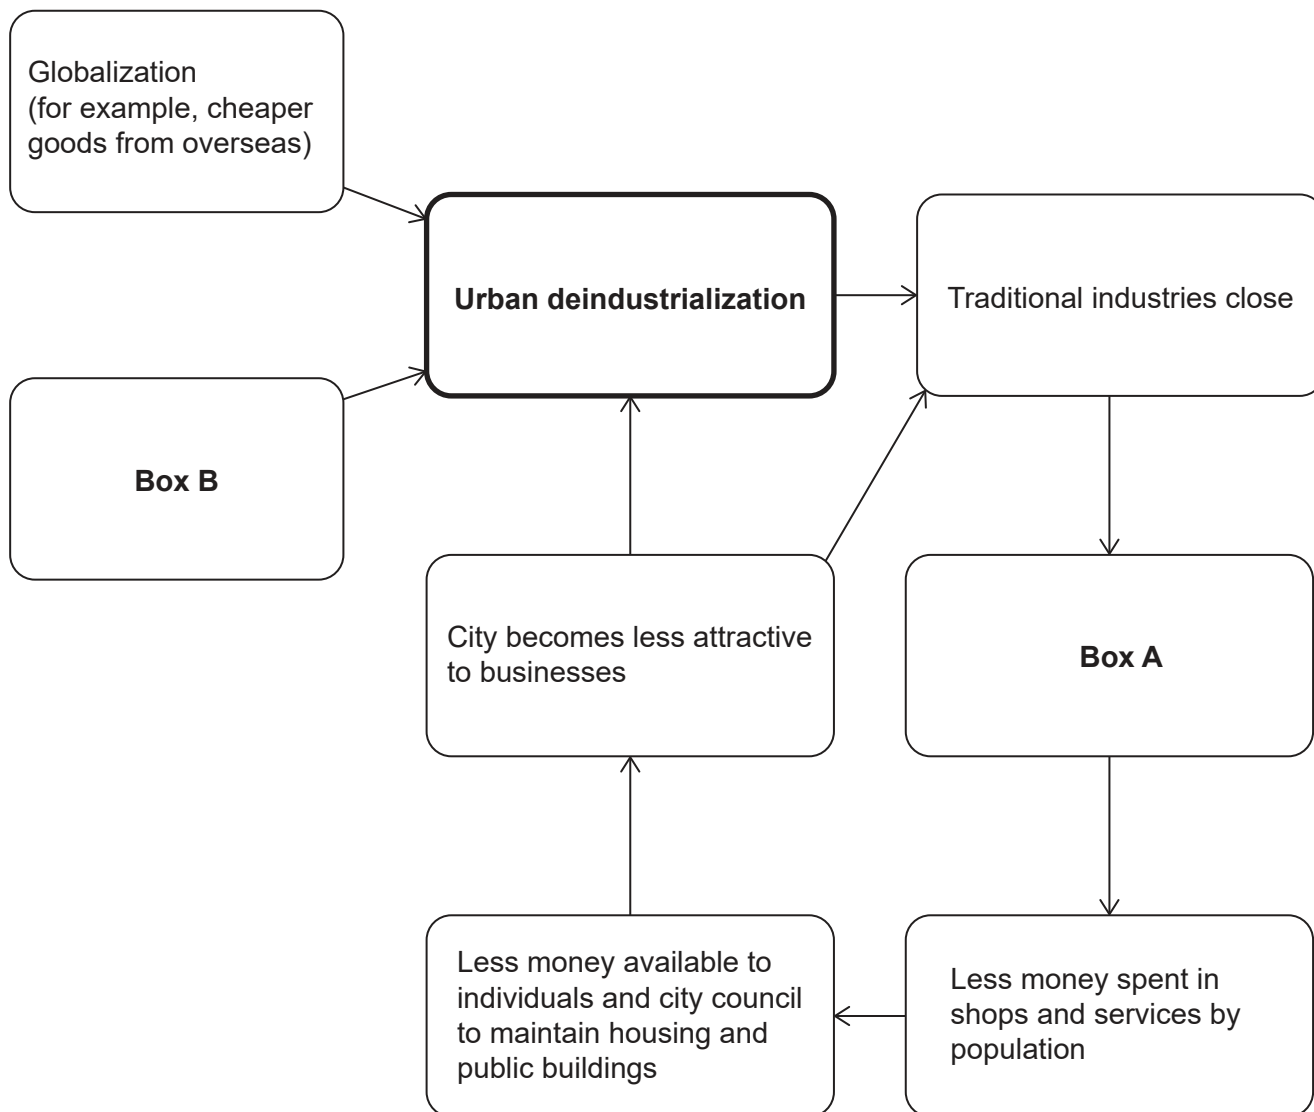 Globalization
(for example, cheaper
goods from overseas)
Urban deindustrialization
Traditional industries close
Box B
City becomes less attractive
to businesses
Box A
Less money available to
individuals and city council
to maintain housing and
public buildings
Less money spent in
shops and services by
population